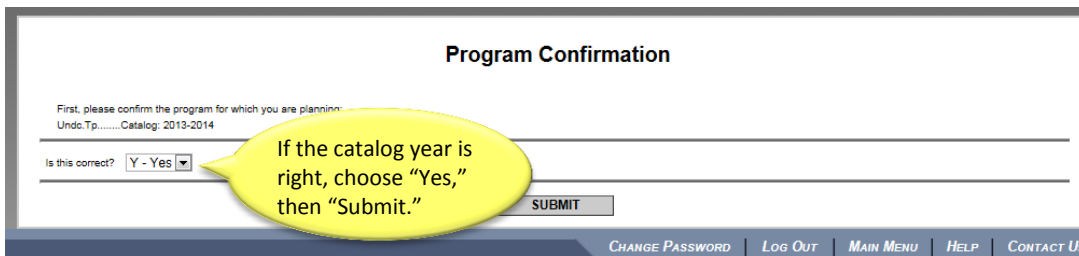 Program Confirmation
First, please confirm the program for which you are planning:
Undc.Tp........Catalog: 2013-2014
Is this correct? Y - Yes
If the catalog year is
right, choose “Yes,”
then “Submit.”
SUBMIT
CHANGE PASSWORD | LOG OUT | MAIN MENU | HELP | CONTACT U